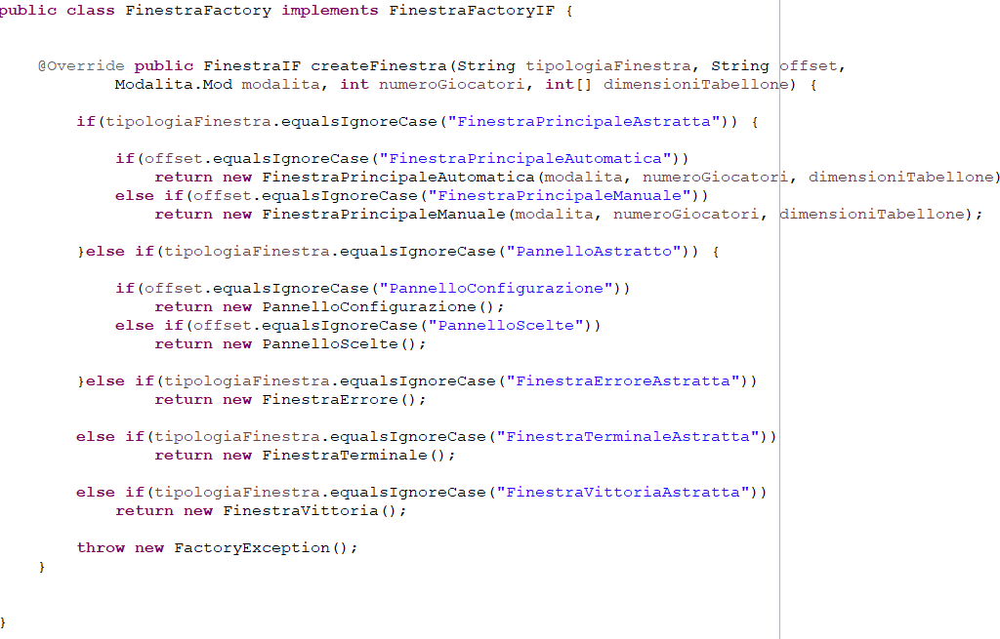 public class FinestraFactory implements FinestraFactoryIF {
@Override public FinestraIF createFinestra(String tipologiaFinestra, String offset,
Modalita.Mod modalita, int numeroGiocatori, int[] dimensioniTabellone) {
if(tipologiaFinestra.equalsIgnoreCase("FinestraPrincipaleAstratta")) {
if(offset.equalsIgnoreCase("FinestraPrincipaleAutomatica"))
return new FinestraPrincipaleAutomatica(modalita, numeroGiocatori, dimensioniTabellone)
else if(offset.equalsIgnoreCase("FinestraPrincipaleManuale"))
return new FinestraPrincipaleManuale(modalita, numeroGiocatori, dimensioniTabellone);
}else if(tipologiaFinestra.equalsIgnoreCase("PannelloAstratto")) {
if(offset.equalsIgnoreCase("PannelloConfigurazione"))
return new PannelloConfigurazione();
else if(offset.equalsIgnoreCase("PannelloScelte"))
return new PannelloScelte();
}else if(tipologiaFinestra.equalsIgnoreCase("FinestraErroreAstratta"))
return new FinestraErrore();
else if(tipologiaFinestra.equalsIgnoreCase("FinestraTerminaleAstratta"))
return new FinestraTerminale();
else if(tipologiaFinestra.equalsIgnoreCase("FinestraVittoriaAstratta"))
return new FinestraVittoria();
throw new FactoryException();
}
}